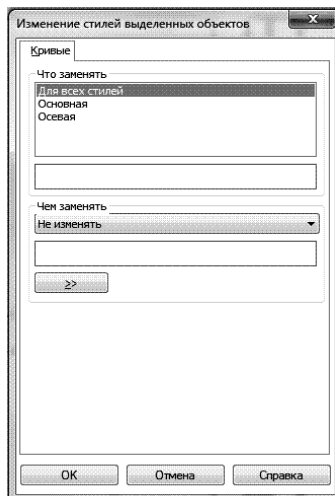 Изменение стилей выделенных объектов
Кривые
Что заменять
Для всех стилей
Основная
Осевая
Чем заменять
Не изменять
>>
OK
Отмена
Справка